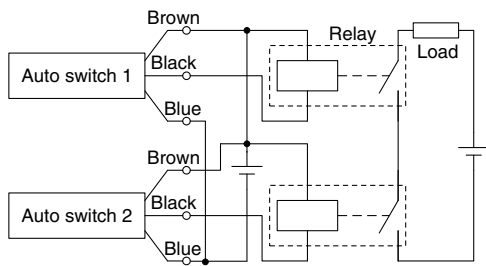 Brown
Relay
Load
Auto switch 1
Black
Blue
Brown
Auto switch 2
Black
Blue